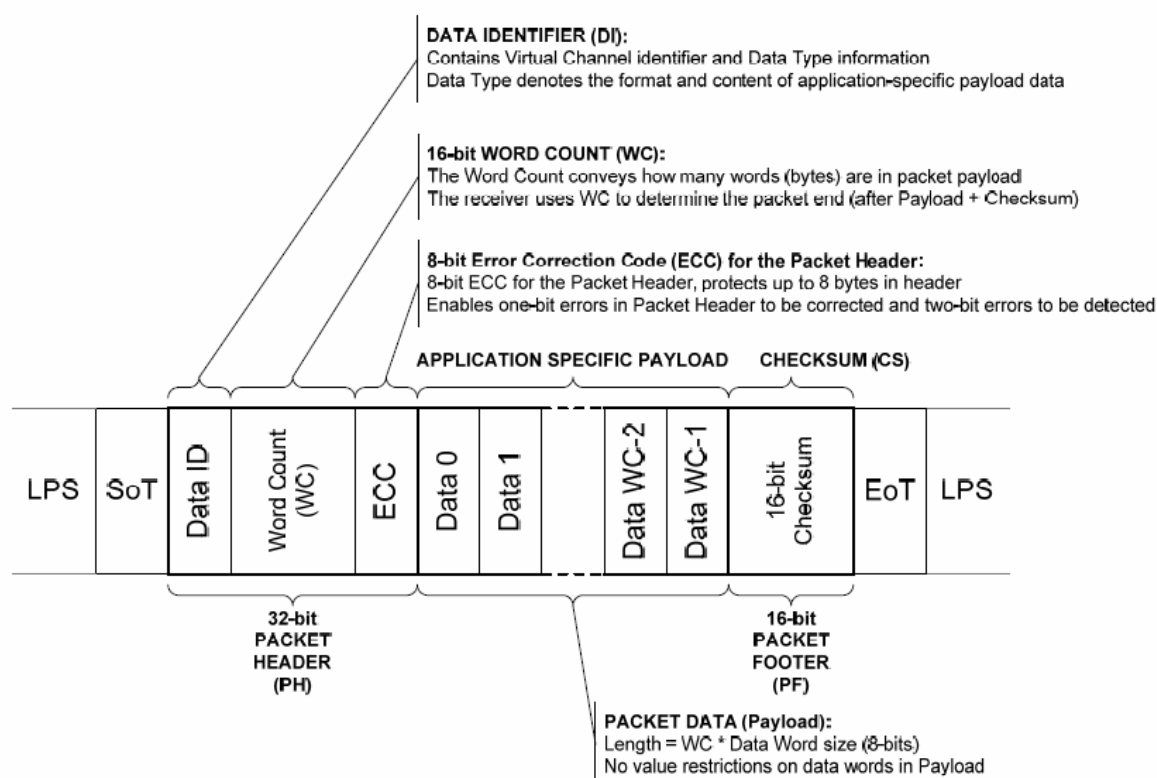 DATA IDENTIFIER (DI):
Contains Virtual Channel identifier and Data Type information
Data Type denotes the format and content of application-specific payload data
16-bit WORD COUNT (WC):
The Word Count conveys how many words (bytes) are in packet payload
The receiver uses WC to determine the packet end (after Payload + Checksum)
8-bit Error Correction Code (ECC) for the Packet Header:
8-bit ECC for the Packet Header, protects up to 8 bytes in header
Enables one-bit errors in Packet Header to be corrected and two-bit errors to be detected
APPLICATION SPECIFIC PAYLOAD CHECKSUM (CS)
LPS
SoT
Data ID
Word Count
(WC)
ECC
Data 0
Data 1
Data WC-2
Data WC-1
16-bit
Checksum
EoT
LPS
32-bit
PACKET
HEADER
(PH)
16-bit
PACKET
FOOTER
(PF)
PACKET DATA (Payload):
Length = WC * Data Word size (8-bits)
No value restrictions on data words in Payload